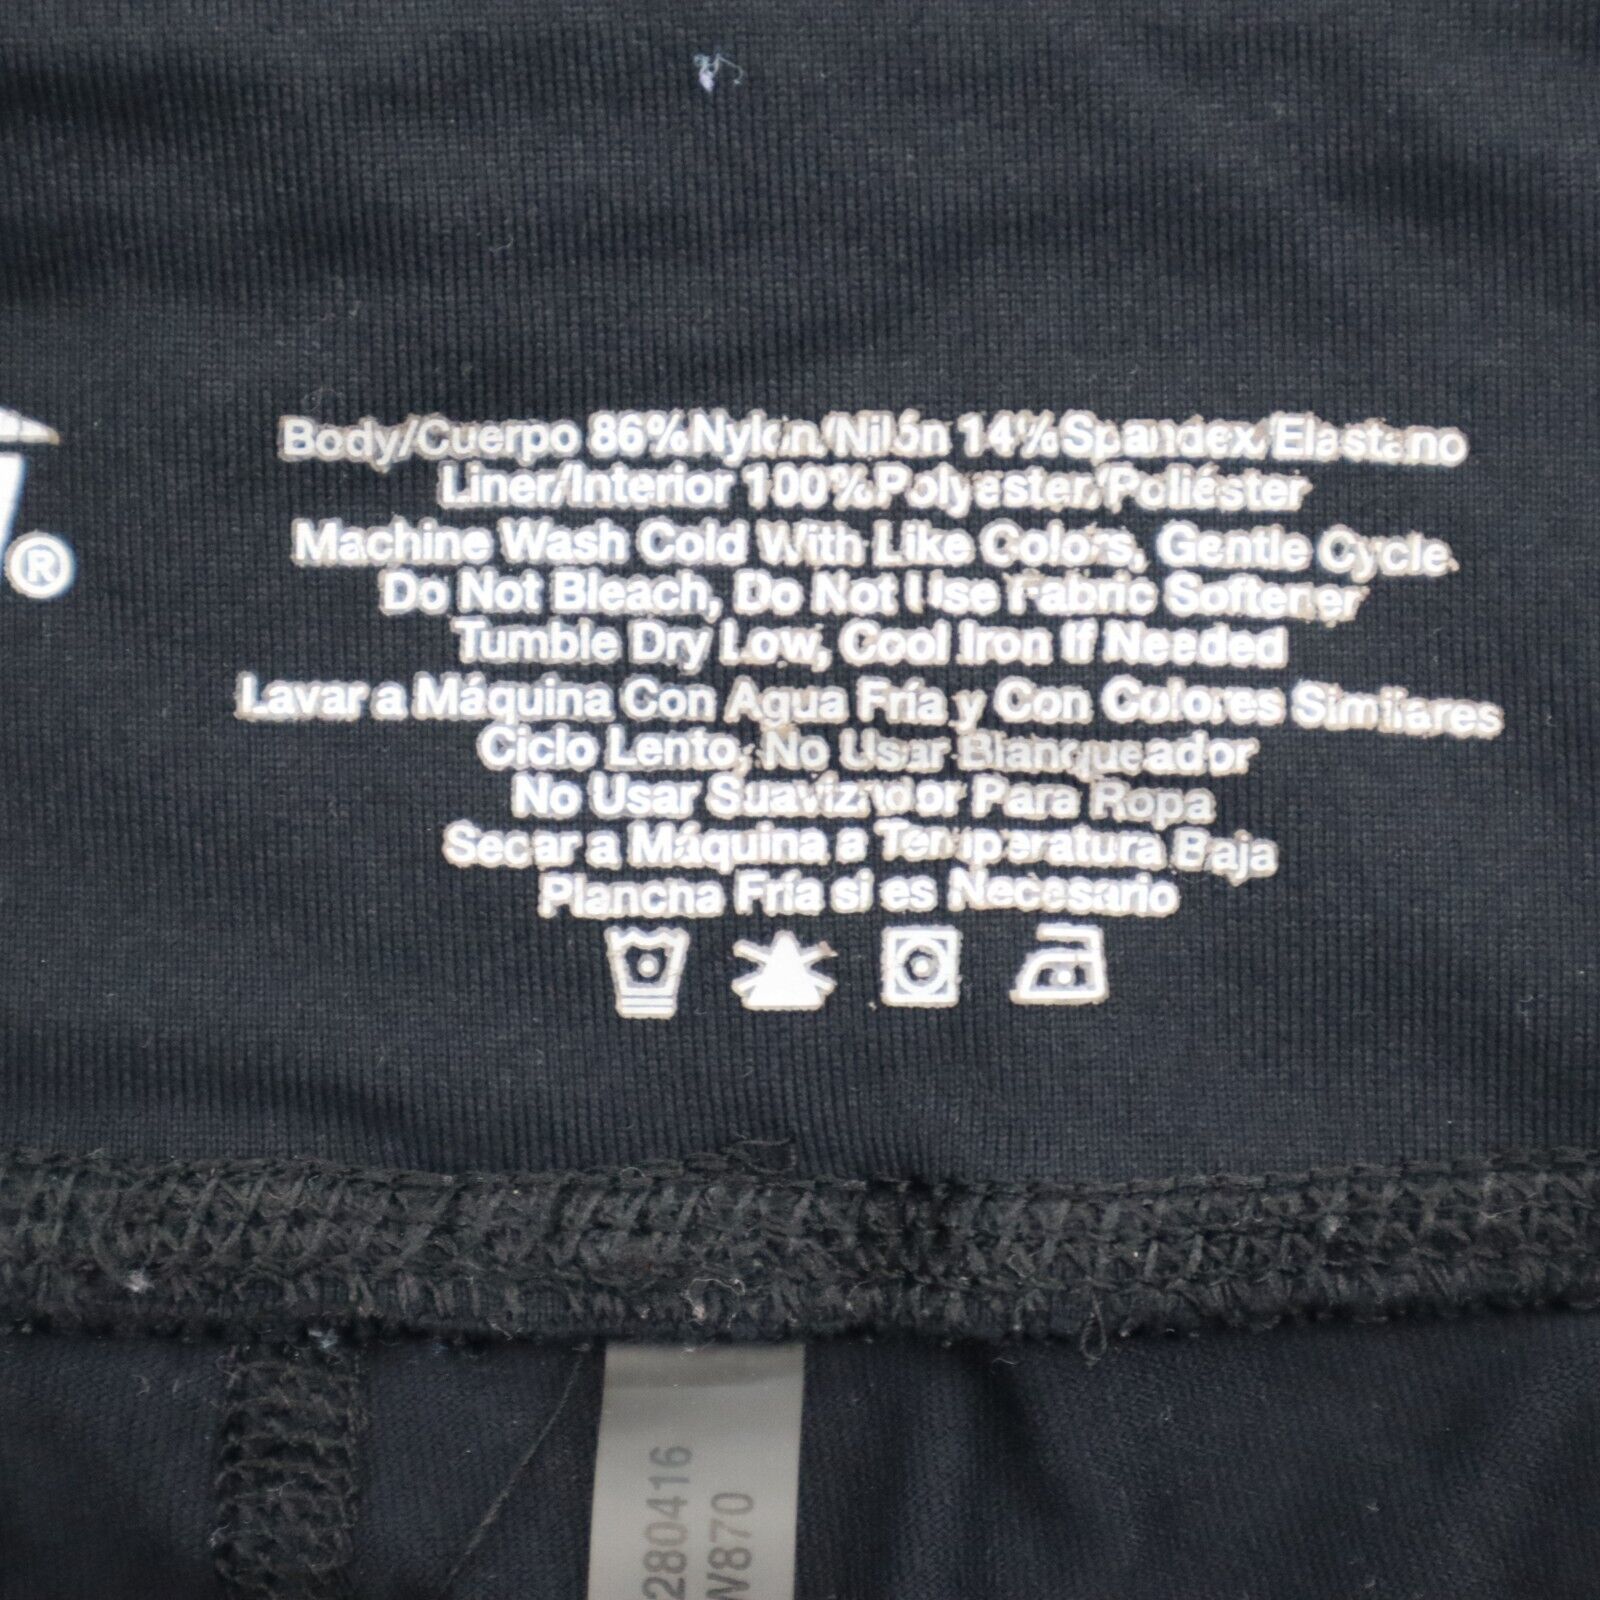 Body/Cuerpo 86% Nylon/Nilón 14% Spandex/Elastano
Liner/Interior 100% Polyester/Poliéster
Machine Wash Cold With Like Colors, Gentle Cycle
Do Not Bleach, Do Not Use Fabric Softener
Tumble Dry Low, Cool Iron If Needed
Lavar a Máquina Con Agua Fría y Con Colores Similares
Ciclo Lento, No Usar Blanqueador
No Usar Suavizador Para Ropa
Secar a Máquina a Temperatura Baja
Plancha Fría si es Necesario
®
280416
W870